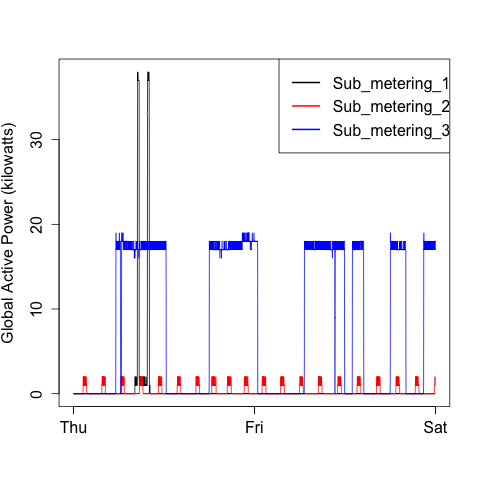 Sub_metering_1
Sub_metering_2
Sub_metering_3
Global Active Power (kilowatts)
30
20
10
0
Thu Fri Sat